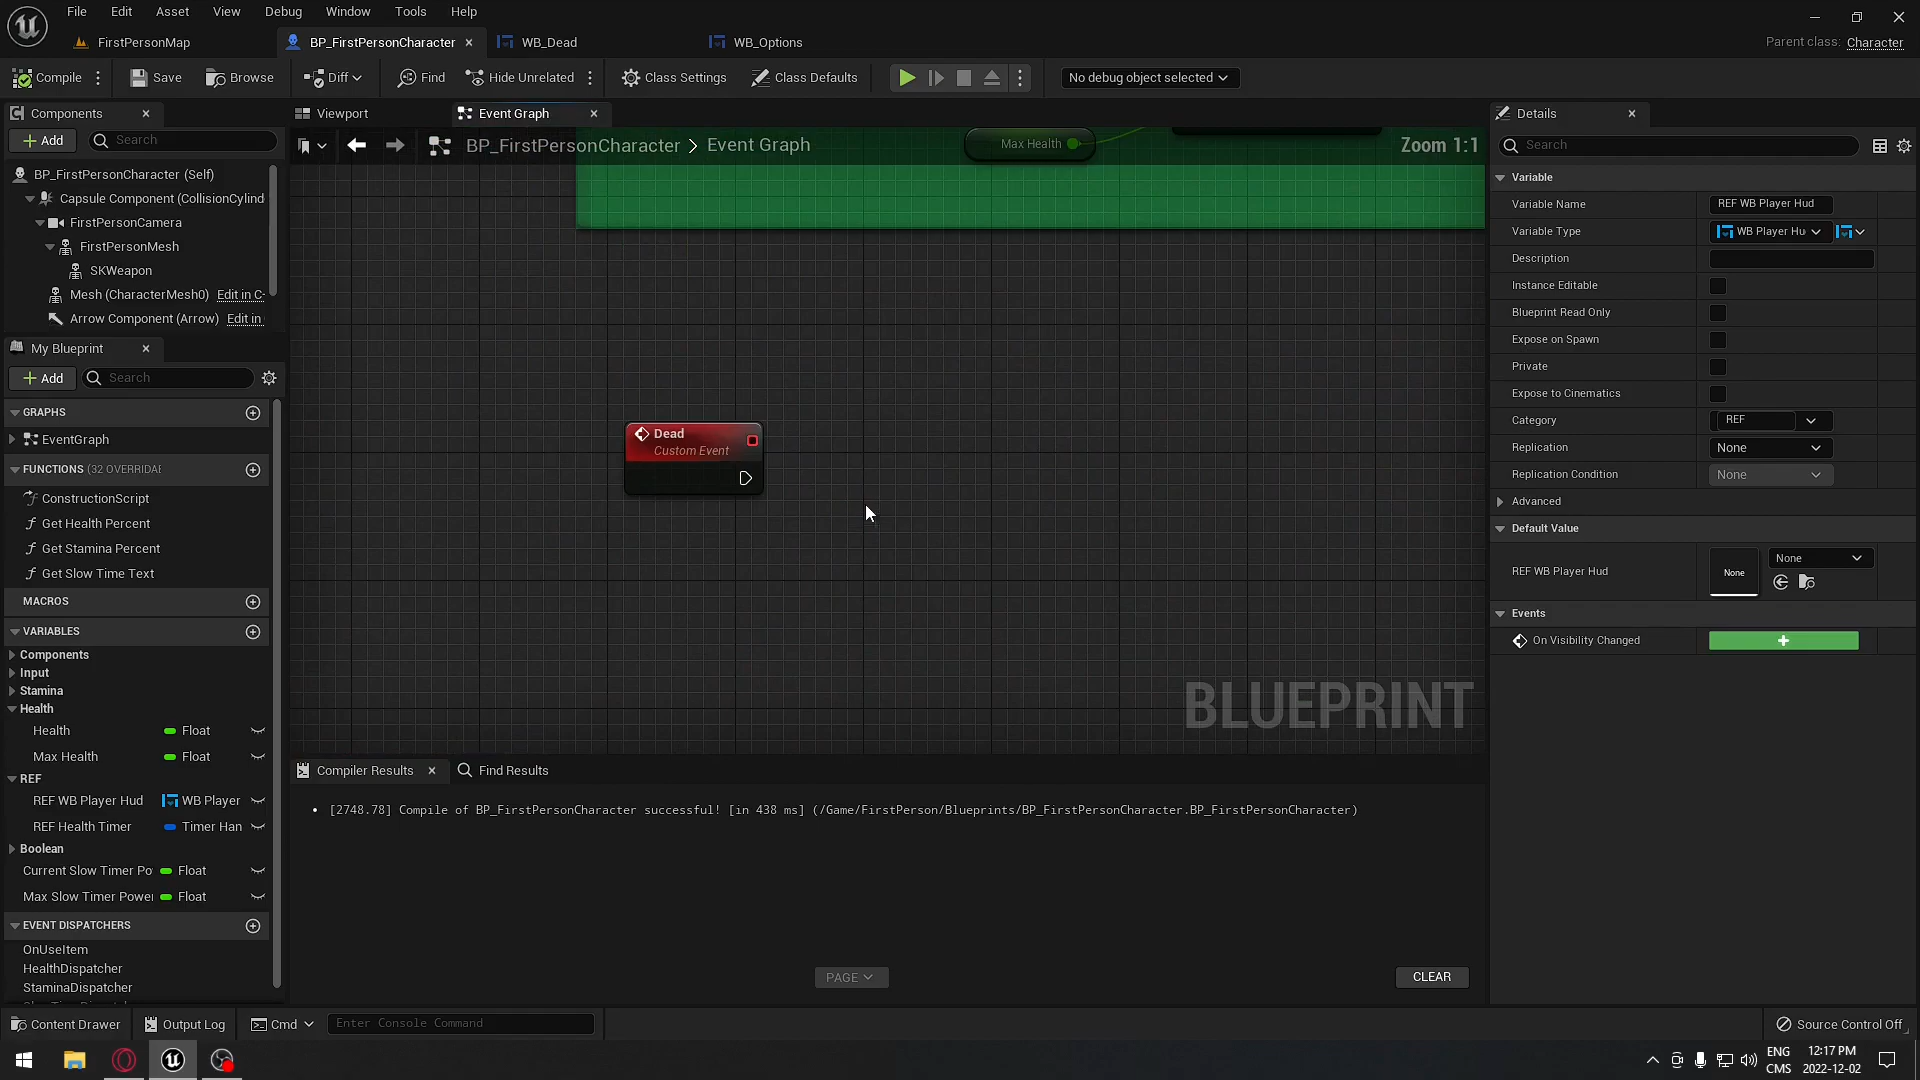 File Edit Asset View Debug Window Tools Help
FirstPersonMap BP_FirstPersonCharacter WB_Dead WB_Options
Parent class: Character
Compile Save Browse Diff Find Hide Unrelated Class Settings Class Defaults No debug object selected
Components
Add Search
BP_FirstPersonCharacter (Self)
Capsule Component (CollisionCylind
FirstPersonCamera
FirstPersonMesh
SKWeapon
Mesh (CharacterMesh0) Edit in C
Arrow Component (Arrow) Edit in
My Blueprint
Add Search
GRAPHS
EventGraph
FUNCTIONS (32 OVERRIDAE
ConstructionScript
Get Health Percent
Get Stamina Percent
Get Slow Time Text
MACROS
VARIABLES
Components
Input
Stamina
Health
Health Float
Max Health Float
REF
REF WB Player Hud WB Player
REF Health Timer Timer Han
Boolean
Current Slow Timer Po Float
Max Slow Timer Power Float
EVENT DISPATCHERS
OnUseItem
HealthDispatcher
StaminaDispatcher
Viewport Event Graph
BP_FirstPersonCharacter > Event Graph
Max Health
Zoom 1:1
Dead
Custom Event
BLUEPRINT
Compiler Results Find Results
[2748.78] Compile of BP_FirstPersonCharacter successful! [in 438 ms] (/Game/FirstPerson/Blueprints/BP_FirstPersonCharacter.BP_FirstPersonCharacter)
PAGE
CLEAR
Details
Search
Variable
Variable Name REF WB Player Hud
Variable Type WB Player Hu
Description
Instance Editable
Blueprint Read Only
Expose on Spawn
Private
Expose to Cinematics
Category REF
Replication None
Replication Condition None
Advanced
Default Value
REF WB Player Hud None None
Events
On Visibility Changed
Content Drawer Output Log Cmd Enter Console Command
Source Control Off
ENG
CMS
12:17 PM
2022-12-02